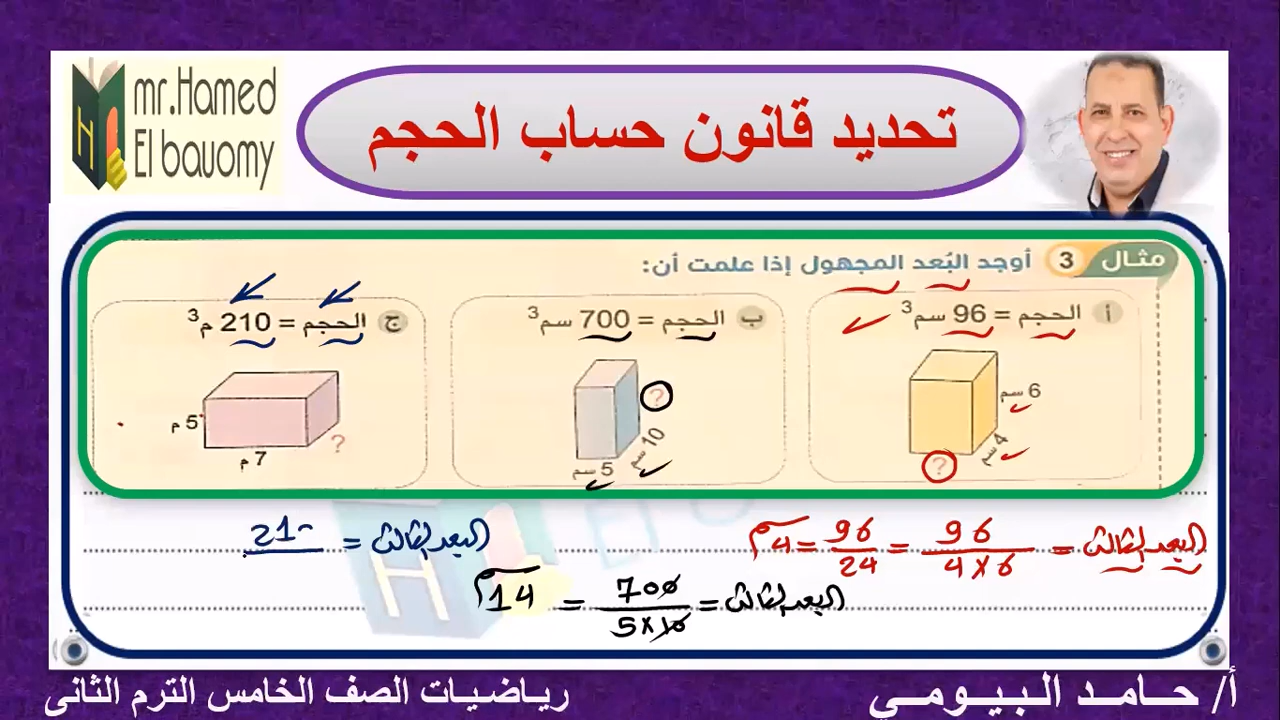 mr.Hamed
El bauomy
تحديد قانون حساب الحجم
مثال 3 أوجد البُعد المجهول إذا علمت أن:
أ الحجم = 96 سم³
6 سم
4 سم
?
ب الحجم = 700 سم³
?
10 سم
5 سم
ج الحجم = 210 م³
5 م
7 م
?
البعد الثالث = 96 / 4×6 = 96 / 24 = 4 سم
البعد الثالث = 700 / 5×10 = 14 سم
البعد الثالث = 210
H
أ/ حامد البيومي
رياضيات الصف الخامس الترم الثانى